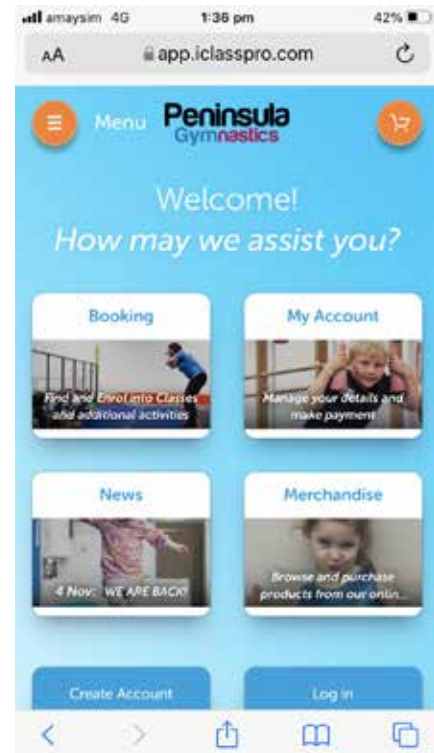 amaysim 4G 1:36 pm 42%
AA app.iclasspro.com
Menu Peninsula
Gymnastics
Welcome!
How may we assist you?
Booking
Find and Enrol into Classes
and additional activities
My Account
Manage your details and
make payment
News
4 Nov: WE ARE BACK!
Merchandise
Browse and purchase
products from our onlin...
Create Account
Log in